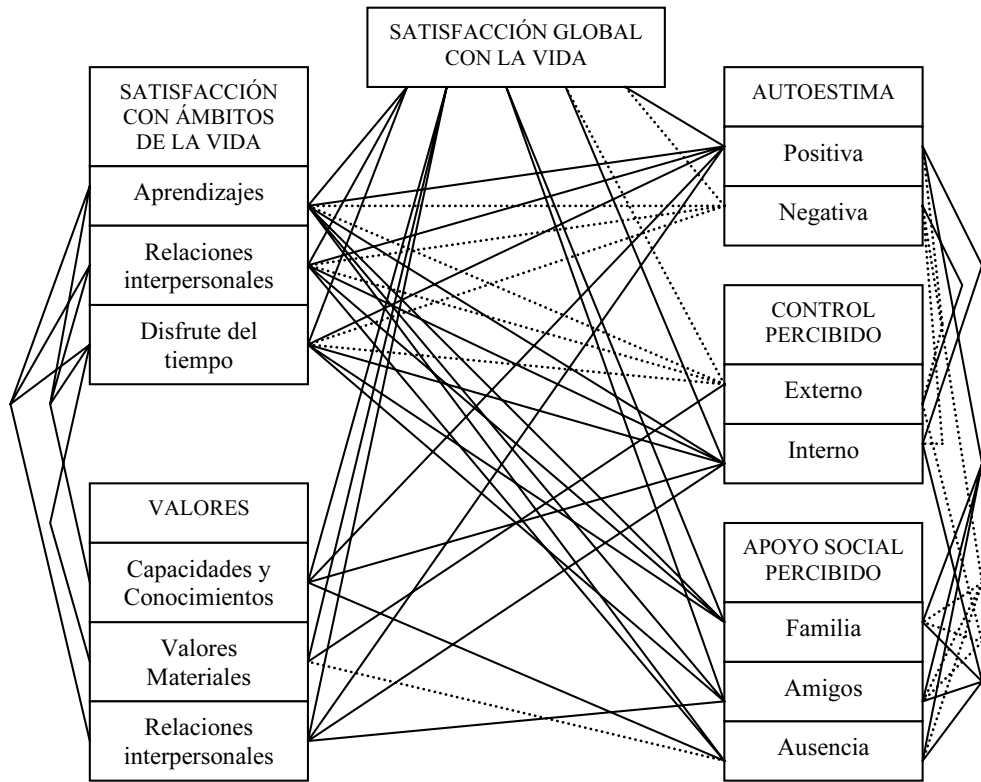 SATISFACCIÓN GLOBAL
CON LA VIDA
SATISFACCIÓN
CON ÁMBITOS
DE LA VIDA
Aprendizajes
Relaciones
interpersonales
Disfrute del
tiempo
VALORES
Capacidades y
Conocimientos
Valores
Materiales
Relaciones
interpersonales
AUTOESTIMA
Positiva
Negativa
CONTROL
PERCIBIDO
Externo
Interno
APOYO SOCIAL
PERCIBIDO
Familia
Amigos
Ausencia